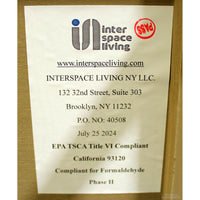 inter
space
living
PASS
www.interspaceliving.com
INTERSPACE LIVING NY LLC.
132 32nd Street, Suite 303
Brooklyn, NY 11232
P.O. NO: 40508
July 25 2024
EPA TSCA Title VI Compliant
California 93120
Compliant for Formaldehyde
Phase II